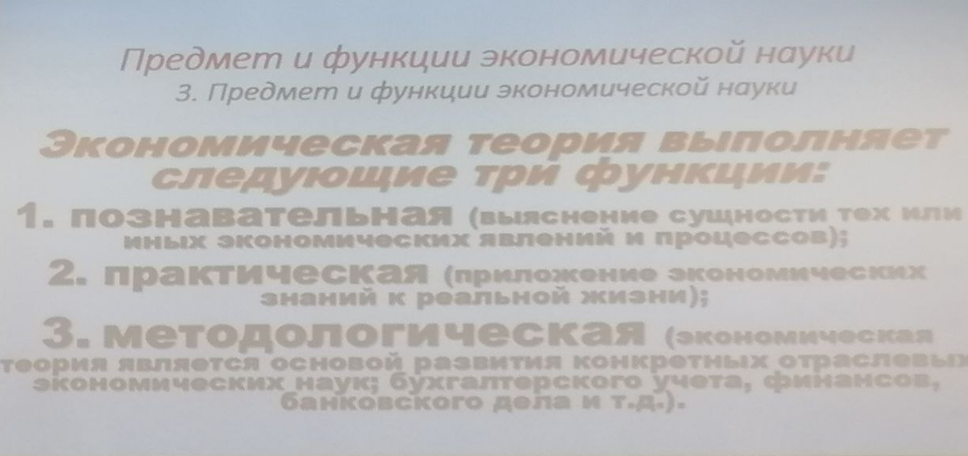 Предмет и функции экономической науки
3. Предмет и функции экономической науки
Экономическая теория выполняет
следующие три функции:
1. познавательная (выяснение сущности тех или
иных экономических явлений и процессов);
2. практическая (приложение экономических
знаний к реальной жизни);
3. методологическая (экономическая
теория является основой развития конкретных отраслевых
экономических наук; бухгалтерского учета, финансов,
банковского дела и т.д.).